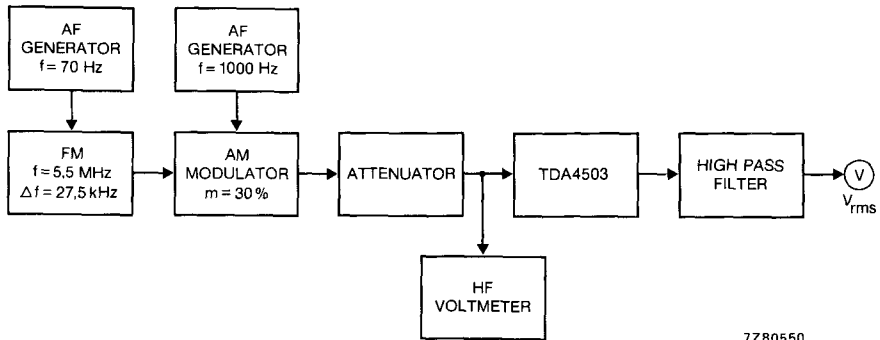 AF
GENERATOR
f = 70 Hz
AF
GENERATOR
f = 1000 Hz
FM
f = 5,5 MHz
Δf = 27,5 kHz
AM
MODULATOR
m = 30%
ATTENUATOR
TDA4503
HIGH PASS
FILTER
V
Vrms
HF
VOLTMETER
7Z80550